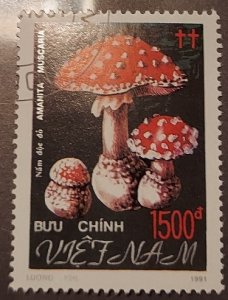 Nấm độc đỏ AMANITA MUSCARIA
††
BƯU CHÍNH
1500đ
VIỆT NAM
1991